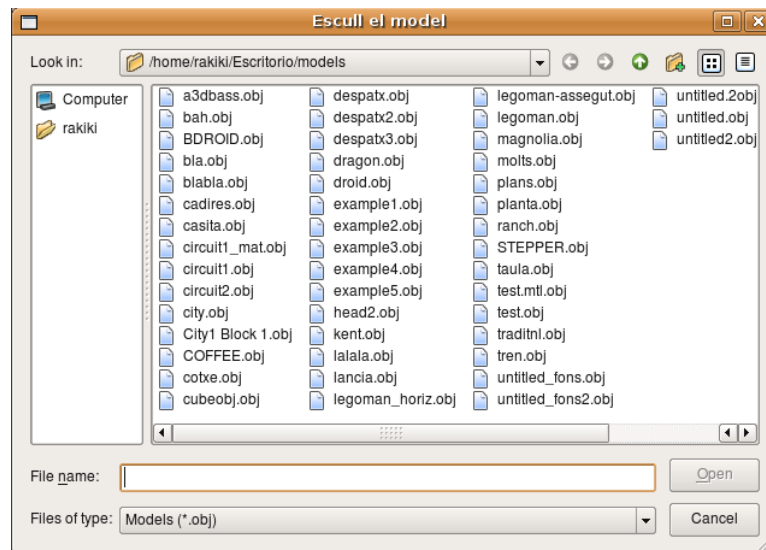 Escull el model
Look in: /home/rakiki/Escritorio/models
Computer
rakiki
a3dbass.obj
bah.obj
BDROID.obj
bla.obj
blabla.obj
cadires.obj
casita.obj
circuit1_mat.obj
circuit1.obj
circuit2.obj
city.obj
City1 Block 1.obj
COFFEE.obj
cotxe.obj
cubeobj.obj
despatx.obj
despatx2.obj
despatx3.obj
dragon.obj
droid.obj
example1.obj
example2.obj
example3.obj
example4.obj
example5.obj
head2.obj
kent.obj
lalala.obj
lancia.obj
legoman_horiz.obj
legoman-assegut.obj
legoman.obj
magnolia.obj
molts.obj
plans.obj
planta.obj
ranch.obj
STEPPER.obj
taula.obj
test.mtl.obj
test.obj
traditnl.obj
tren.obj
untitled_fons.obj
untitled_fons2.obj
untitled.2obj
untitled.obj
untitled2.obj
File name:
Open
Files of type: Models (*.obj)
Cancel